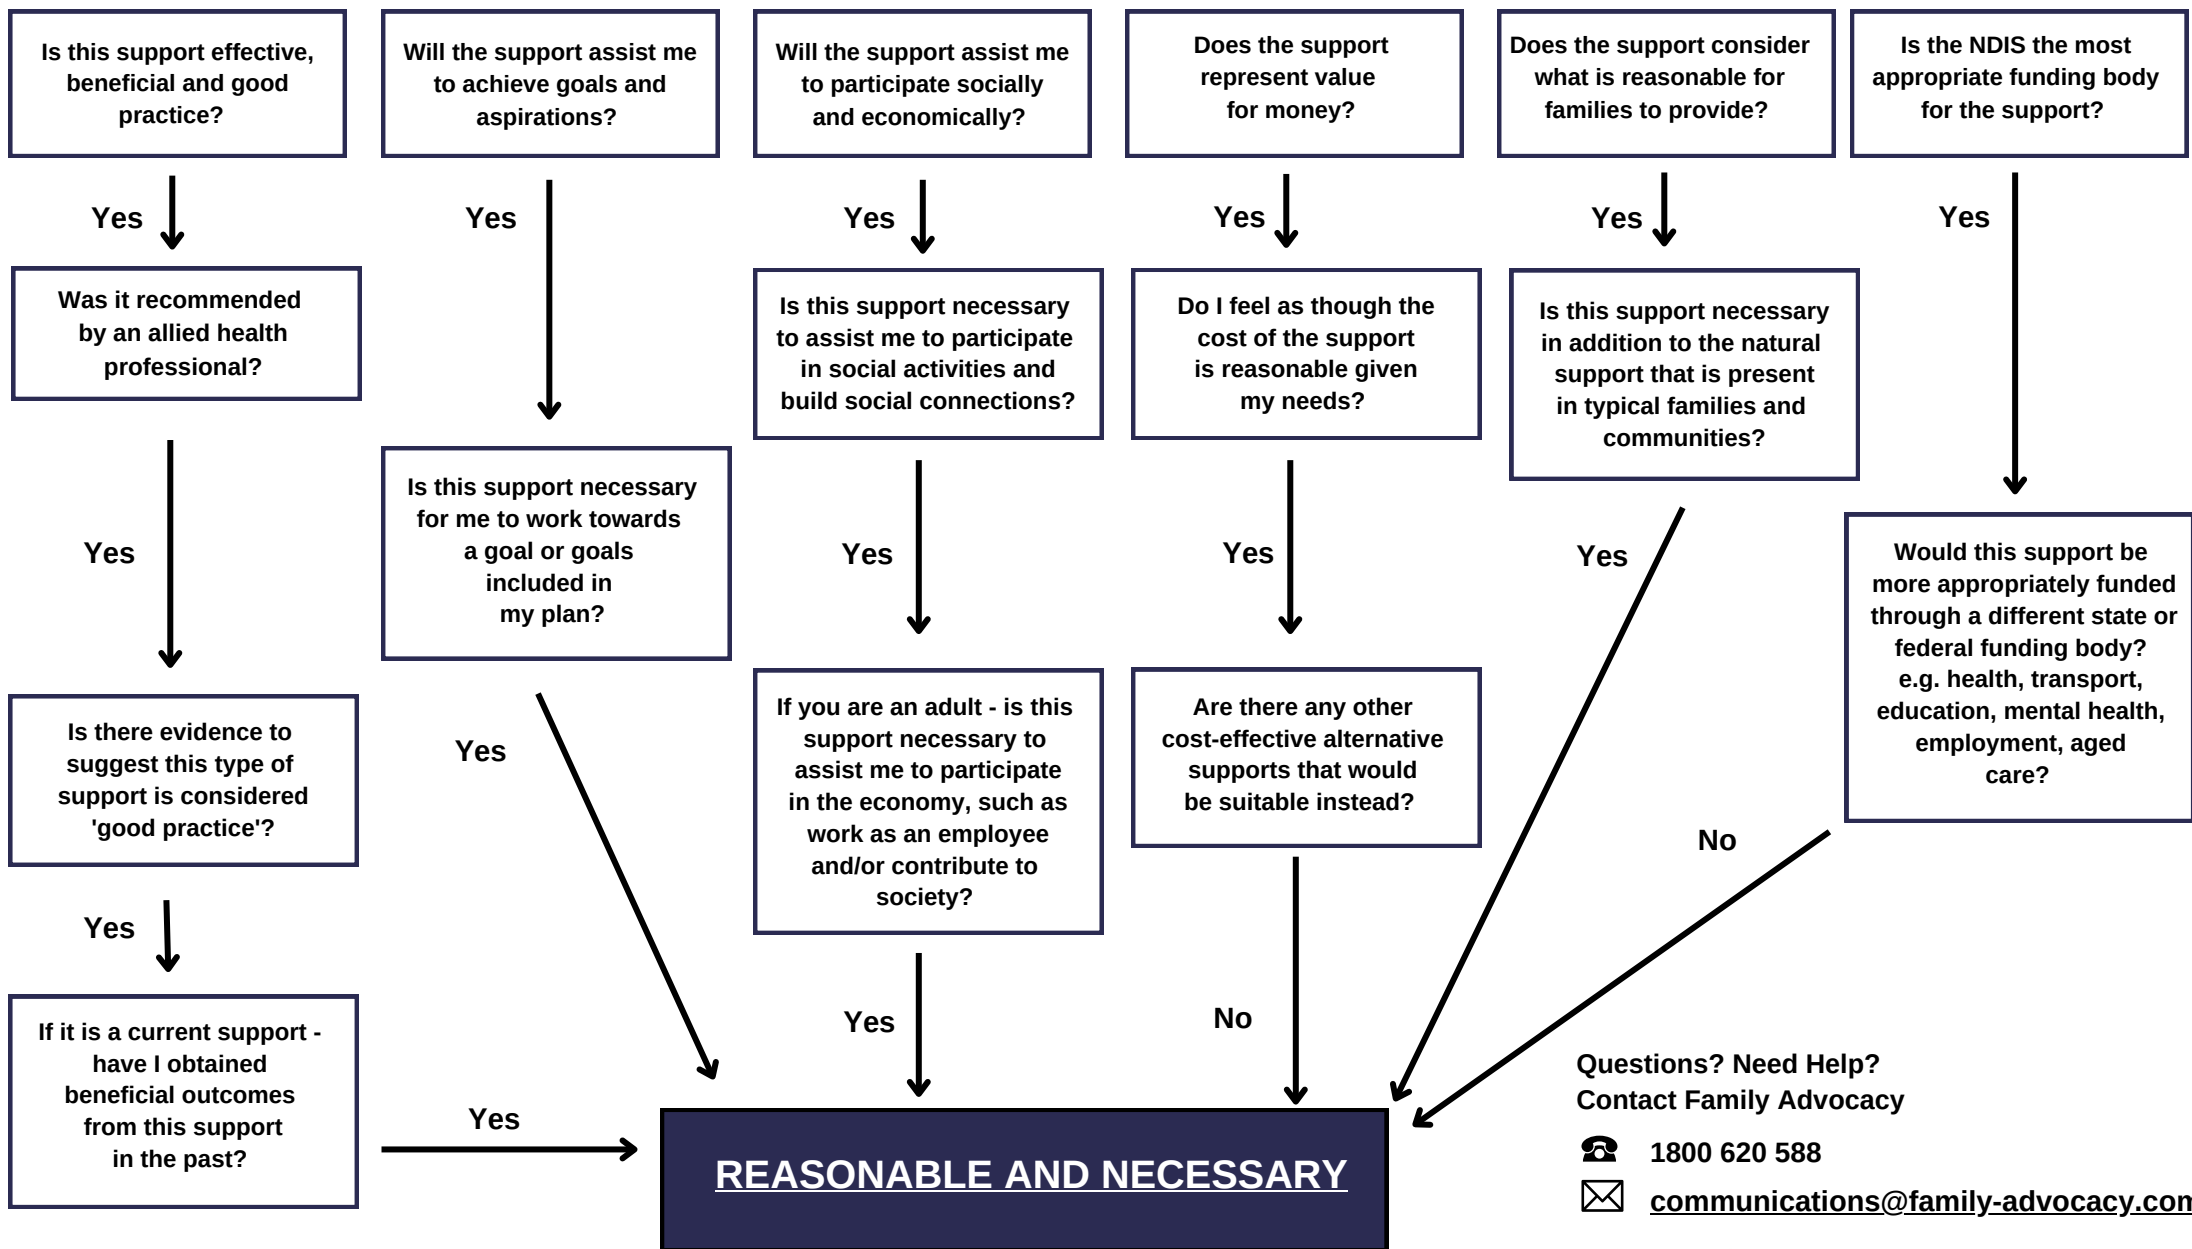 Is this support effective,
beneficial and good
practice?
Yes
Was it recommended
by an allied health
professional?
Yes
Is there evidence to
suggest this type of
support is considered
'good practice'?
Yes
If it is a current support -
have I obtained
beneficial outcomes
from this support
in the past?
Yes
Will the support assist me
to achieve goals and
aspirations?
Yes
Is this support necessary
for me to work towards
a goal or goals
included in
my plan?
Yes
Will the support assist me
to participate socially
and economically?
Yes
Is this support necessary
to assist me to participate
in social activities and
build social connections?
Yes
If you are an adult - is this
support necessary to
assist me to participate
in the economy, such as
work as an employee
and/or contribute to
society?
Yes
Does the support
represent value
for money?
Yes
Do I feel as though the
cost of the support
is reasonable given
my needs?
Yes
Are there any other
cost-effective alternative
supports that would
be suitable instead?
No
Does the support consider
what is reasonable for
families to provide?
Yes
Is this support necessary
in addition to the natural
support that is present
in typical families and
communities?
Yes
Is the NDIS the most
appropriate funding body
for the support?
Yes
Would this support be
more appropriately funded
through a different state or
federal funding body?
e.g. health, transport,
education, mental health,
employment, aged
care?
No
REASONABLE AND NECESSARY
Questions? Need Help?
Contact Family Advocacy
1800 620 588
communications@family-advocacy.com